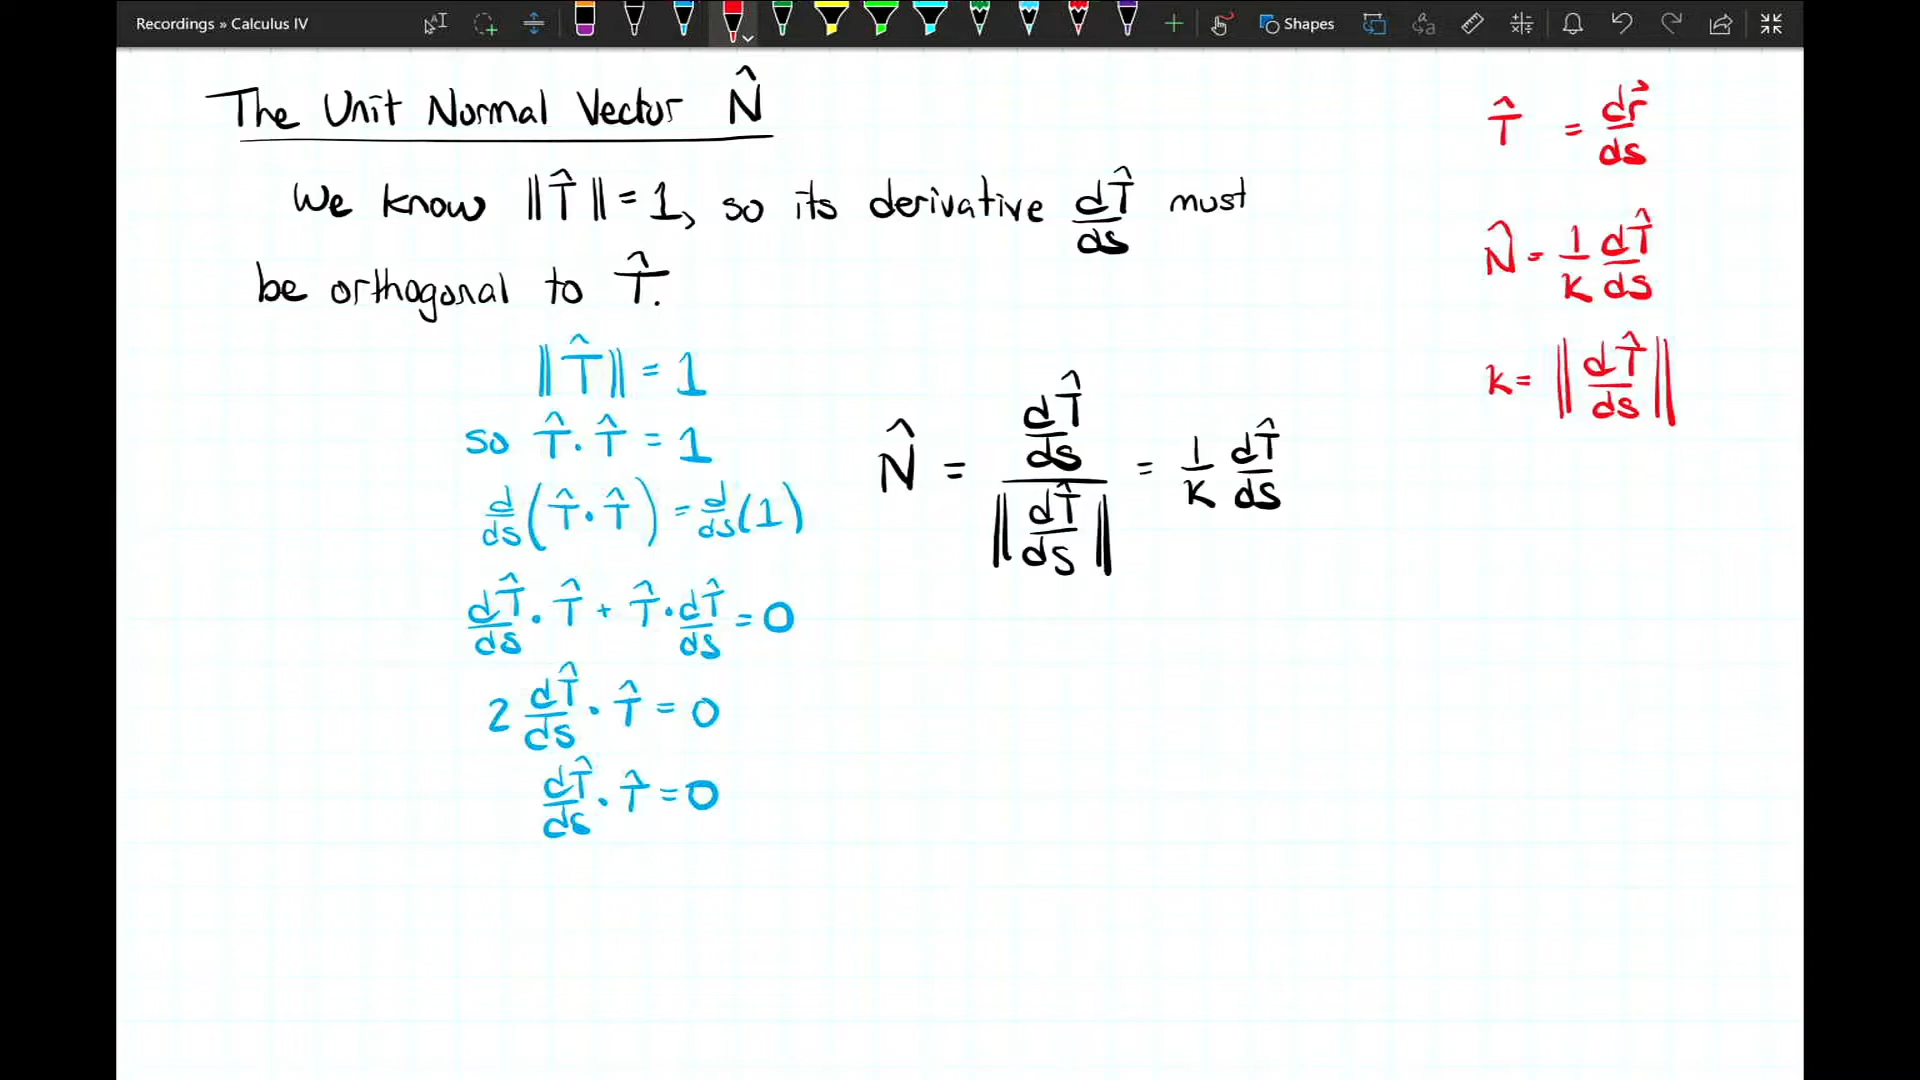 Recordings » Calculus IV
Shapes
The Unit Normal Vector N̂
We know ‖T̂‖ = 1, so its derivative dT̂/ds must
be orthogonal to T̂.
‖T̂‖ = 1
so T̂ · T̂ = 1
d/ds (T̂ · T̂) = d/ds (1)
dT̂/ds · T̂ + T̂ · dT̂/ds = 0
2 dT̂/ds · T̂ = 0
dT̂/ds · T̂ = 0
N̂ = (dT̂/ds) / ‖dT̂/ds‖ = 1/κ dT̂/ds
T̂ = dr⃗/ds
N̂ = 1/κ dT̂/ds
κ = ‖dT̂/ds‖